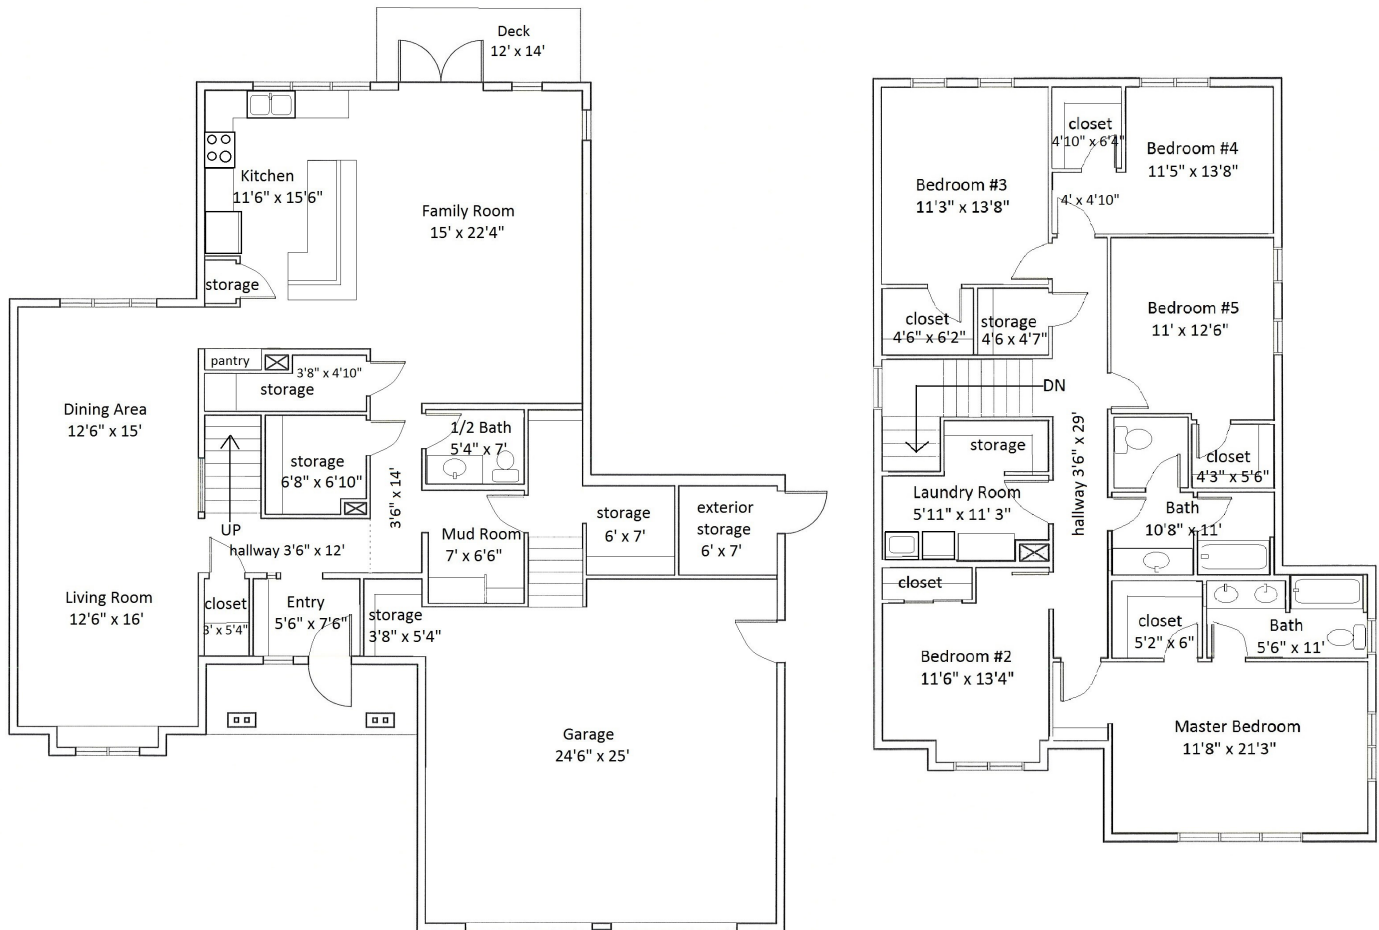 Deck
12' x 14'
Kitchen
11'6" x 15'6"
Family Room
15' x 22'4"
storage
pantry
3'8" x 4'10"
storage
Dining Area
12'6" x 15'
1/2 Bath
5'4" x 7'
storage
6'8" x 6'10"
3'6" x 14'
UP
hallway 3'6" x 12'
Mud Room
7' x 6'6"
storage
6' x 7'
exterior
storage
6' x 7'
Living Room
12'6" x 16'
closet
3' x 5'4"
Entry
5'6" x 7'6"
storage
3'8" x 5'4"
Garage
24'6" x 25'
closet
4'10" x 6'4"
Bedroom #4
11'5" x 13'8"
Bedroom #3
11'3" x 13'8"
4' x 4'10"
closet
4'6" x 6'2"
storage
4'6 x 4'7"
Bedroom #5
11' x 12'6"
DN
hallway 3'6" x 29'
storage
closet
4'3" x 5'6"
Laundry Room
5'11" x 11' 3"
Bath
10'8" x 11'
closet
Bedroom #2
11'6" x 13'4"
closet
5'2" x 6"
Bath
5'6" x 11'
Master Bedroom
11'8" x 21'3"